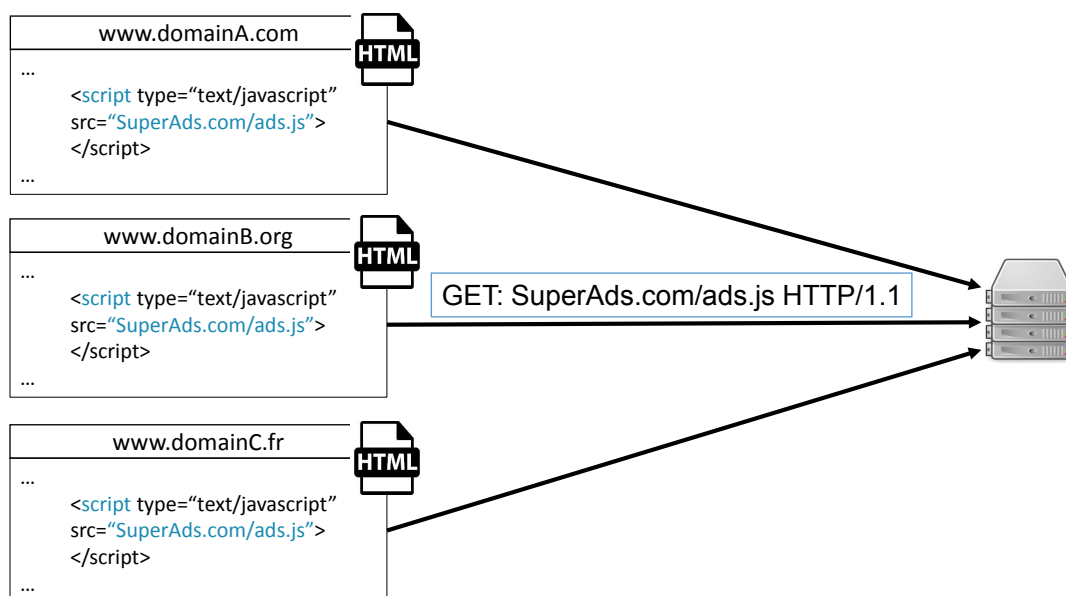 www.domainA.com
HTML
...
<script type=“text/javascript”
src=“SuperAds.com/ads.js”>
</script>
...
www.domainB.org
HTML
...
<script type=“text/javascript”
src=“SuperAds.com/ads.js”>
</script>
...
GET: SuperAds.com/ads.js HTTP/1.1
www.domainC.fr
HTML
...
<script type=“text/javascript”
src=“SuperAds.com/ads.js”>
</script>
...